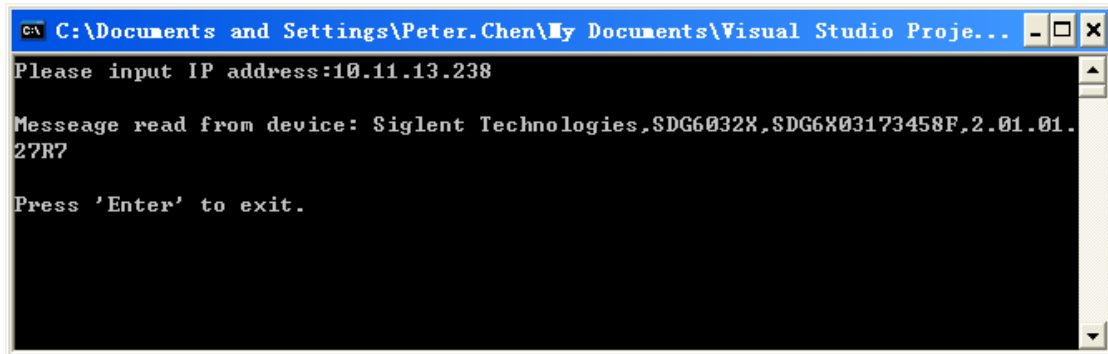 C:\Documents and Settings\Peter.Chen\My Documents\Visual Studio Proje...
Please input IP address:10.11.13.238
Messeage read from device: Siglent Technologies,SDG6032X,SDG6X03173458F,2.01.01.
27R7
Press 'Enter' to exit.